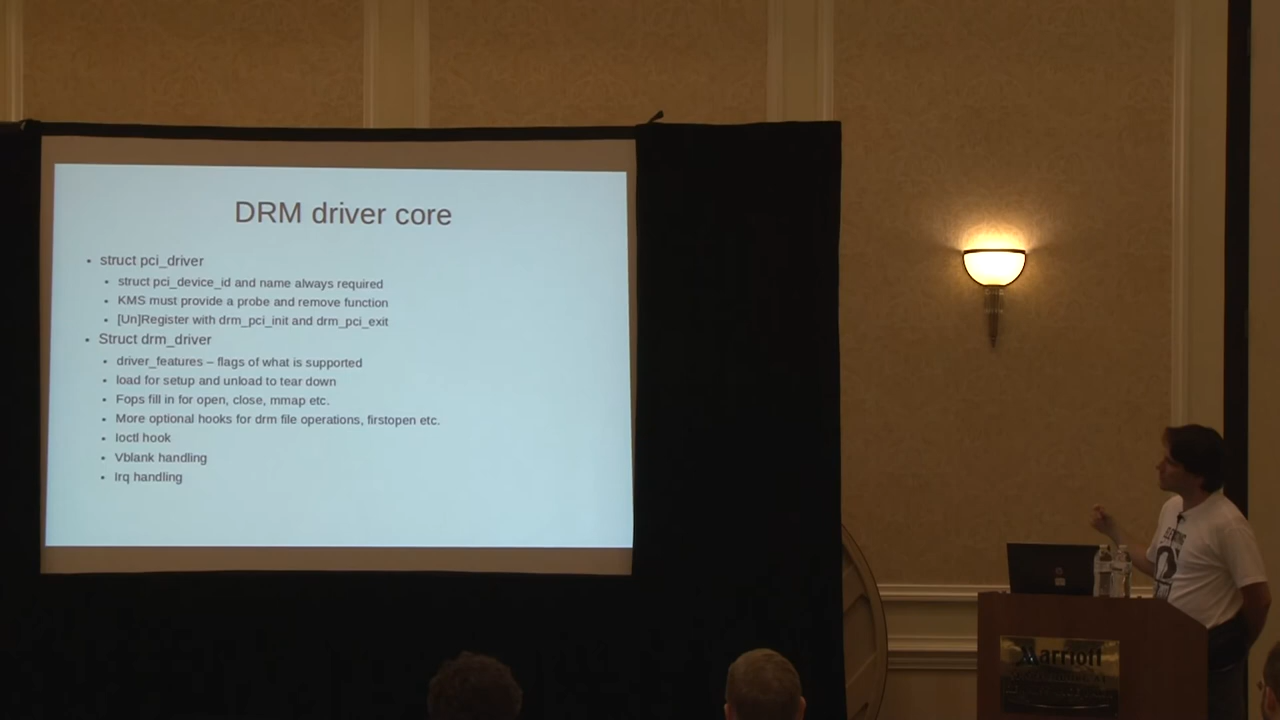 DRM driver core
• struct pci_driver
• struct pci_device_id and name always required
• KMS must provide a probe and remove function
• [Un]Register with drm_pci_init and drm_pci_exit
• Struct drm_driver
• driver_features – flags of what is supported
• load for setup and unload to tear down
• Fops fill in for open, close, mmap etc.
• More optional hooks for drm file operations, firstopen etc.
• Ioctl hook
• Vblank handling
• Irq handling
Marriott